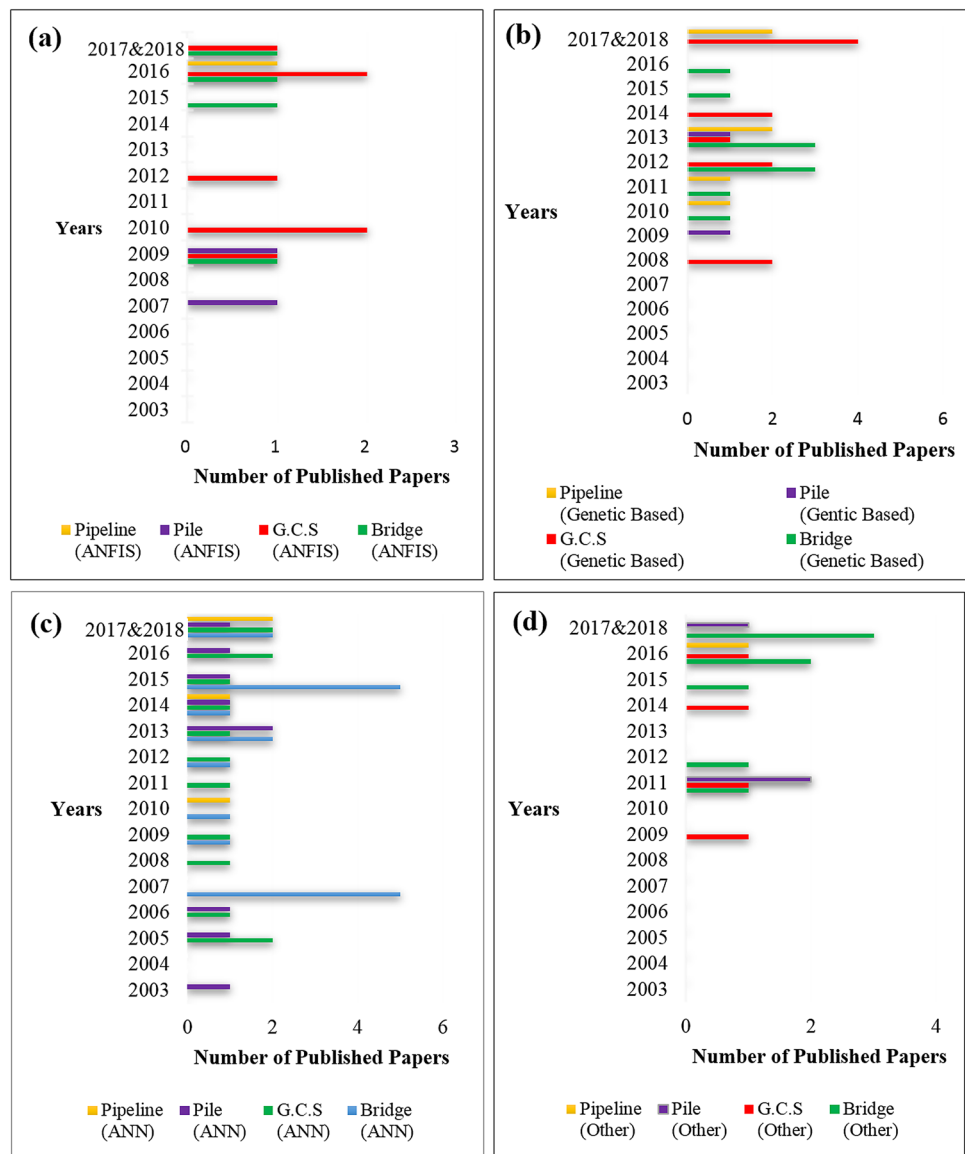 (a)
2017&2018
2016
2015
2014
2013
2012
2011
2010
2009
2008
2007
2006
2005
2004
2003
Years
0 1 2 3
Number of Published Papers
Pipeline (ANFIS)
Pile (ANFIS)
G.C.S (ANFIS)
Bridge (ANFIS)
(b)
2017&2018
2016
2015
2014
2013
2012
2011
2010
2009
2008
2007
2006
2005
2004
2003
Years
0 2 4 6
Number of Published Papers
Pipeline (Genetic Based)
Pile (Gentic Based)
G.C.S (Genetic Based)
Bridge (Genetic Based)
(c)
2017&2018
2016
2015
2014
2013
2012
2011
2010
2009
2008
2007
2006
2005
2004
2003
Years
0 2 4 6
Number of Published Papers
Pipeline (ANN)
Pile (ANN)
G.C.S (ANN)
Bridge (ANN)
(d)
2017&2018
2016
2015
2014
2013
2012
2011
2010
2009
2008
2007
2006
2005
2004
2003
Years
0 2 4
Number of Published Papers
Pipeline (Other)
Pile (Other)
G.C.S (Other)
Bridge (Other)